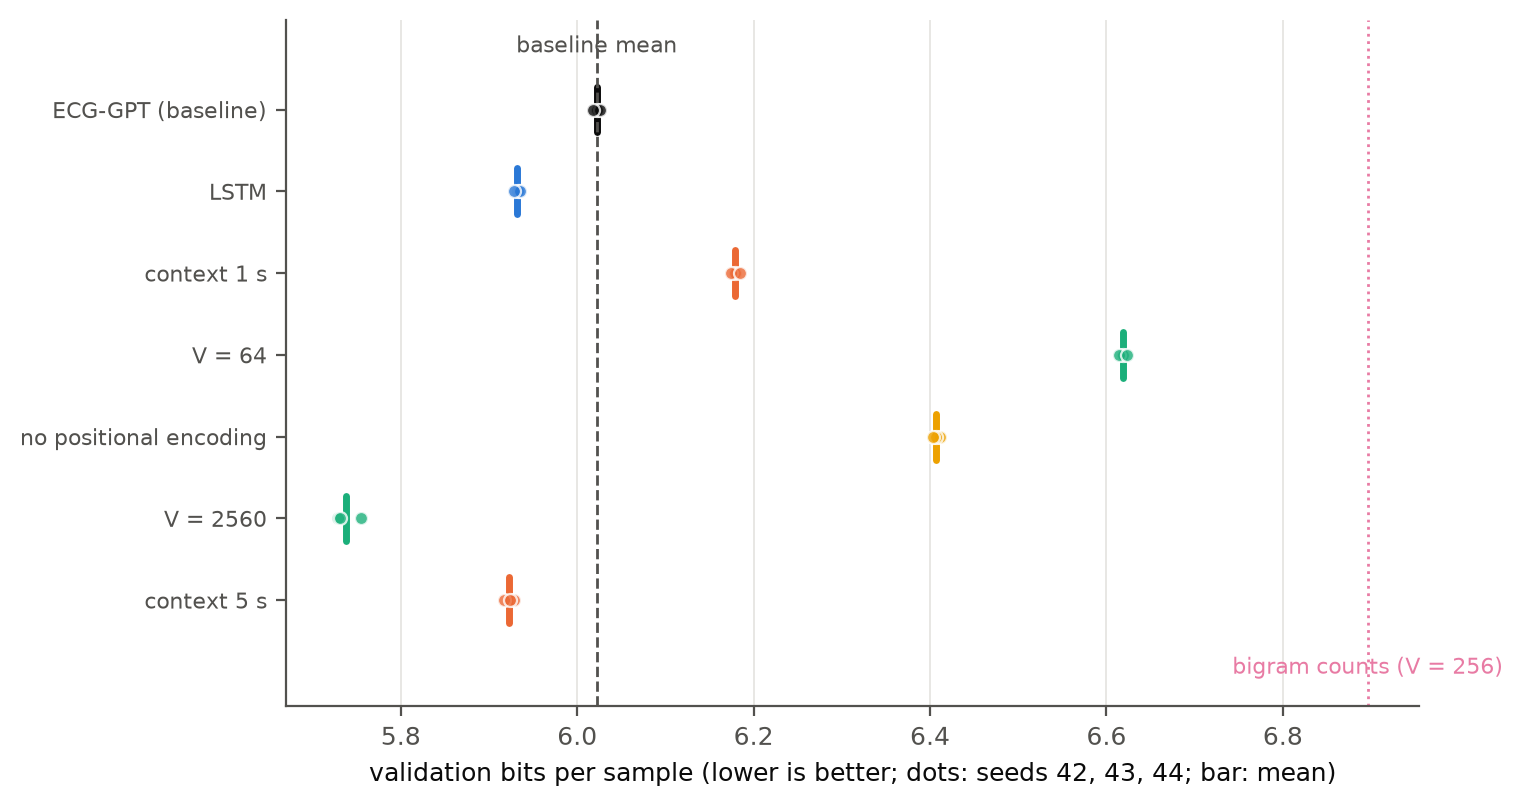 baseline mean
ECG-GPT (baseline)
LSTM
context 1 s
V = 64
no positional encoding
V = 2560
context 5 s
bigram counts (V = 256)
5.8 6.0 6.2 6.4 6.6 6.8
validation bits per sample (lower is better; dots: seeds 42, 43, 44; bar: mean)